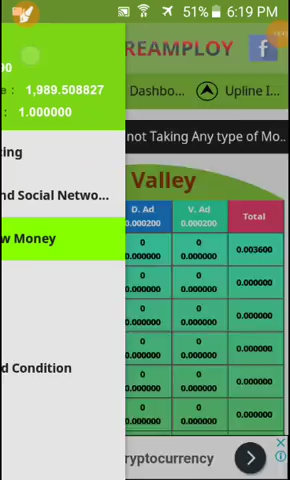 51% 6:19 PM
90
REAMPLOY f
e : 1,989.508827
Dashbo... Upline I...
: 1.000000
not Taking Any type of Mo..
ting
Valley
nd Social Netwo...
D. Ad V. Ad Total
0.000200 0.000200
w Money
0 0 0.003600
0.000000 0.000000
0 0 0.000000
0.000000 0.000000
0 0 0.000000
0.000000 0.000000
0 0 0.000000
0.000000 0.000000
d Condition
0 0 0.000000
0.000000 0.000000
0 0 0.000000
0.000000 0.000000
ryptocurrency